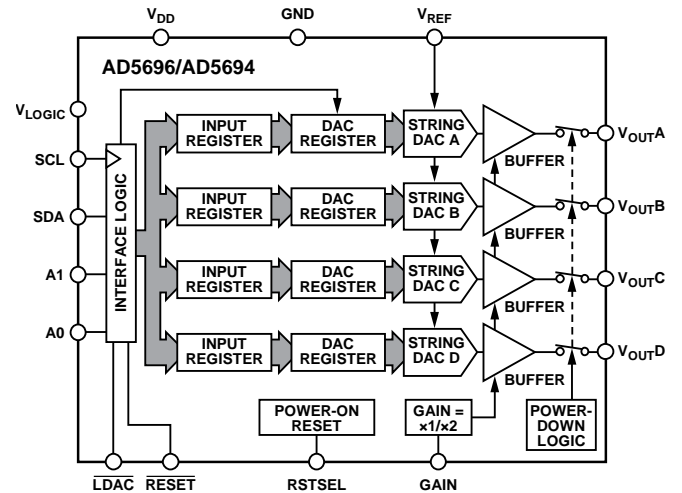 VDD
GND
VREF
AD5696/AD5694
VLOGIC
SCL
SDA
A1
A0
INTERFACE LOGIC
INPUT
REGISTER
DAC
REGISTER
STRING
DAC A
BUFFER
VOUTA
INPUT
REGISTER
DAC
REGISTER
STRING
DAC B
BUFFER
VOUTB
INPUT
REGISTER
DAC
REGISTER
STRING
DAC C
BUFFER
VOUTC
INPUT
REGISTER
DAC
REGISTER
STRING
DAC D
BUFFER
VOUTD
POWER-ON
RESET
GAIN =
×1/×2
POWER-
DOWN
LOGIC
LDAC
RESET
RSTSEL
GAIN